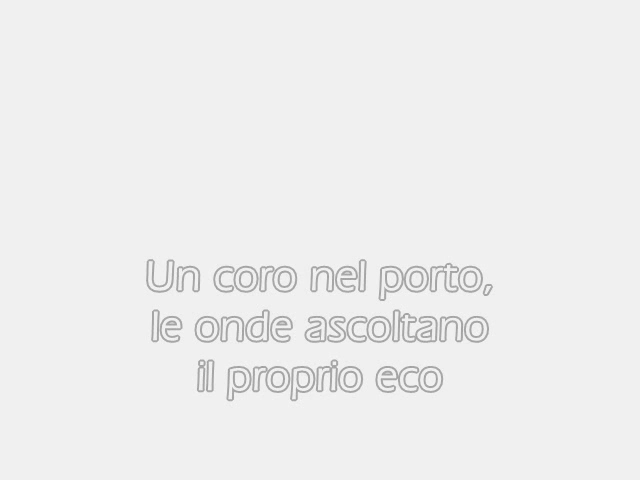 Un coro nel porto,
le onde ascoltano
il proprio eco